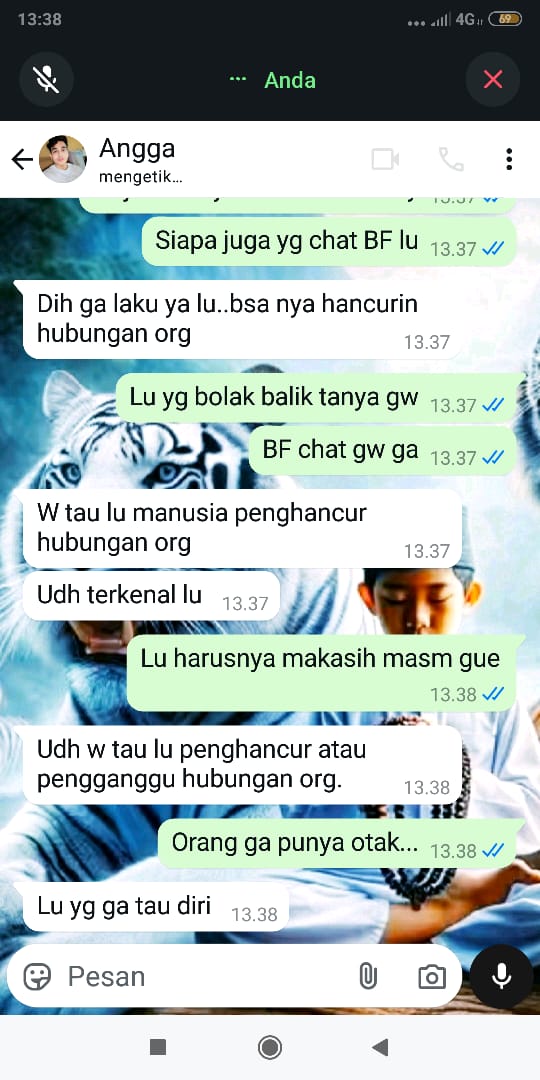 13:38
4G
69
Anda
Angga
mengetik...
13.37
Siapa juga yg chat BF lu 13.37
Dih ga laku ya lu..bsa nya hancurin
hubungan org
13.37
Lu yg bolak balik tanya gw 13.37
BF chat gw ga 13.37
W tau lu manusia penghancur
hubungan org
13.37
Udh terkenal lu 13.37
Lu harusnya makasih masm gue
13.38
Udh w tau lu penghancur atau
pengganggu hubungan org.
13.38
Orang ga punya otak... 13.38
Lu yg ga tau diri 13.38
Pesan